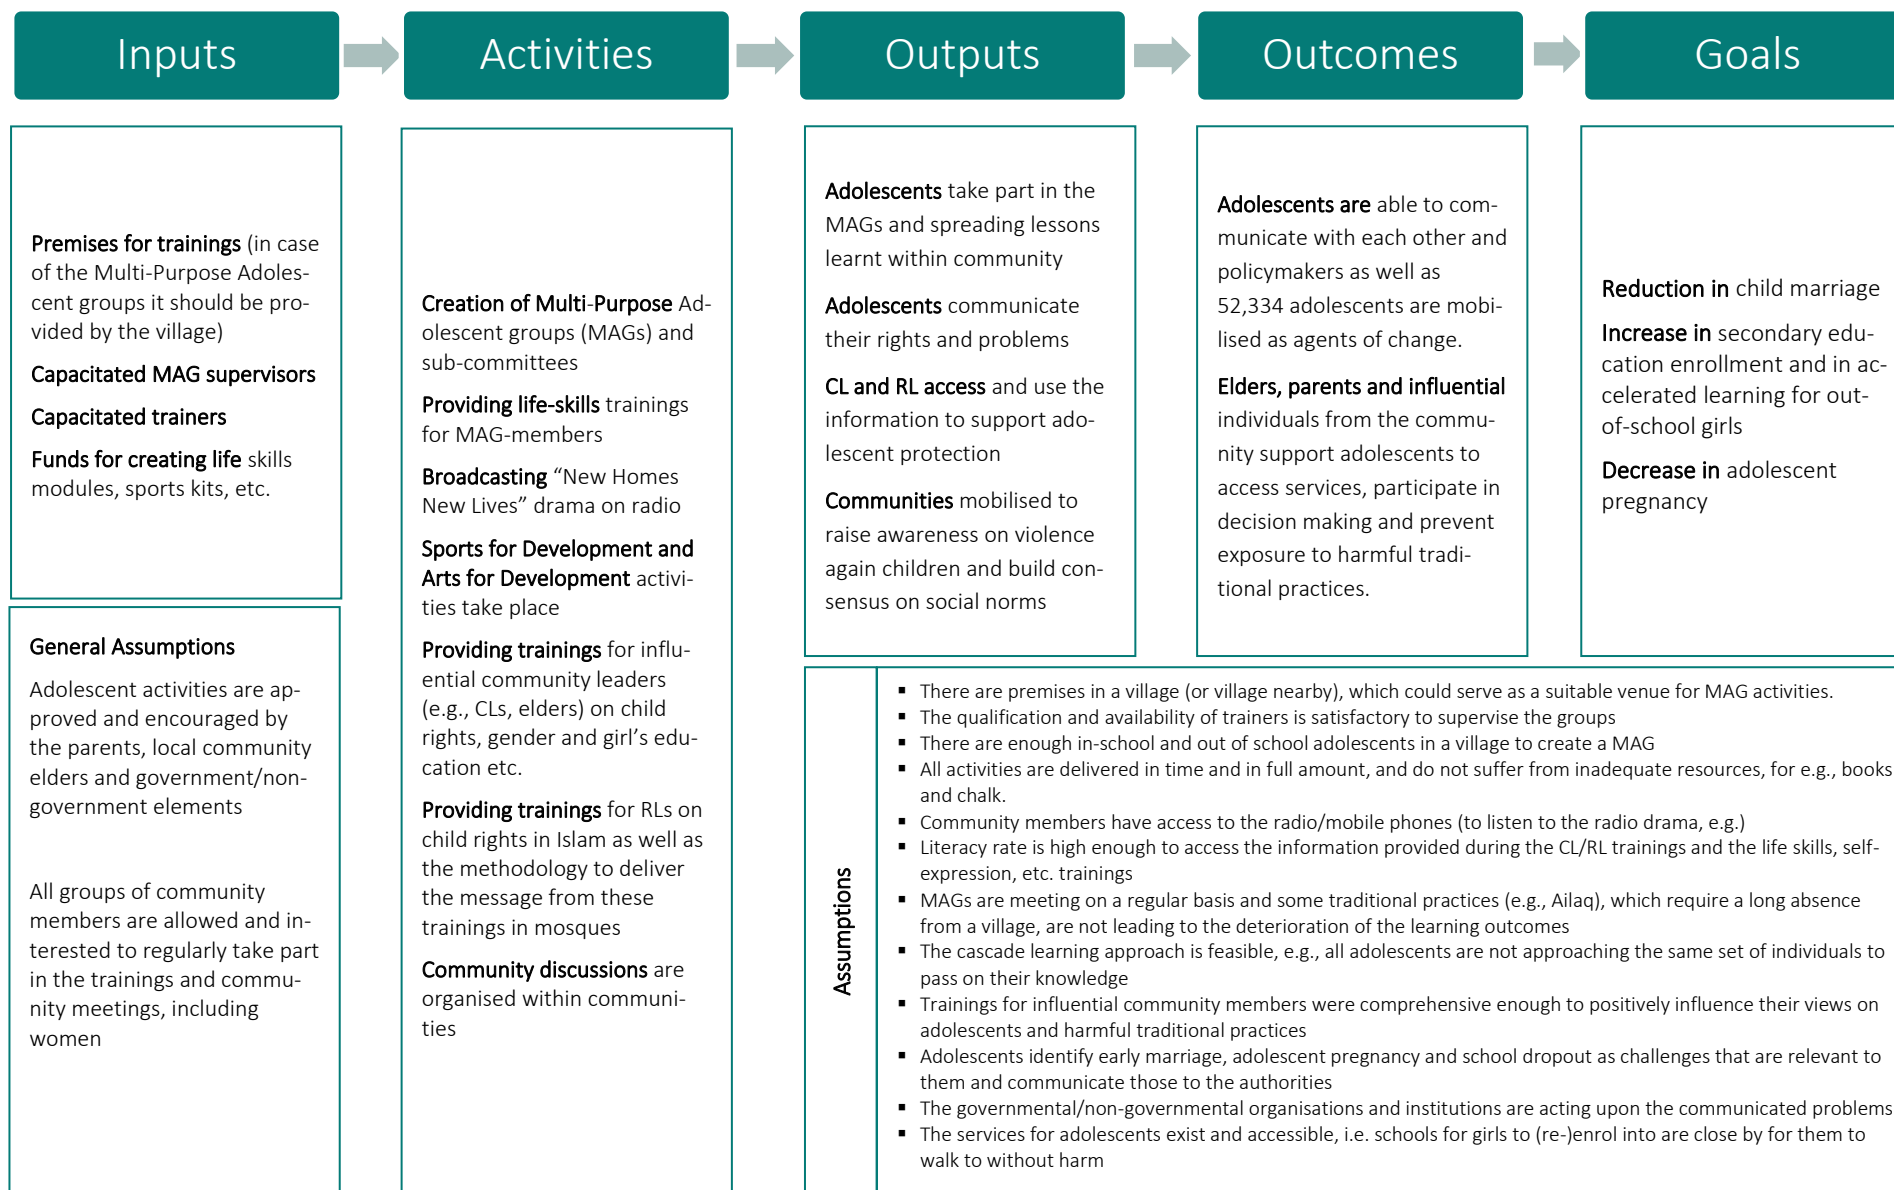 Inputs
Activities
Outputs
Outcomes
Goals
Premises for trainings (in case
of the Multi-Purpose Adoles-
cent groups it should be pro-
vided by the village)
Capacitated MAG supervisors
Capacitated trainers
Funds for creating life skills
modules, sports kits, etc.
General Assumptions
Adolescent activities are ap-
proved and encouraged by
the parents, local community
elders and government/non-
government elements
All groups of community
members are allowed and in-
terested to regularly take part
in the trainings and commu-
nity meetings, including
women
Creation of Multi-Purpose Ad-
olescent groups (MAGs) and
sub-committees
Providing life-skills trainings
for MAG-members
Broadcasting “New Homes
New Lives” drama on radio
Sports for Development and
Arts for Development activi-
ties take place
Providing trainings for influ-
ential community leaders
(e.g., CLs, elders) on child
rights, gender and girl’s edu-
cation etc.
Providing trainings for RLs on
child rights in Islam as well as
the methodology to deliver
the message from these
trainings in mosques
Community discussions are
organised within communi-
ties
Adolescents take part in the
MAGs and spreading lessons
learnt within community
Adolescents communicate
their rights and problems
CL and RL access and use the
information to support ado-
lescent protection
Communities mobilised to
raise awareness on violence
again children and build con-
sensus on social norms
Adolescents are able to com-
municate with each other and
policymakers as well as
52,334 adolescents are mobi-
lised as agents of change.
Elders, parents and influential
individuals from the commu-
nity support adolescents to
access services, participate in
decision making and prevent
exposure to harmful tradi-
tional practices.
Reduction in child marriage
Increase in secondary edu-
cation enrollment and in ac-
celerated learning for out-
of-school girls
Decrease in adolescent
pregnancy
Assumptions
▪ There are premises in a village (or village nearby), which could serve as a suitable venue for MAG activities.
▪ The qualification and availability of trainers is satisfactory to supervise the groups
▪ There are enough in-school and out of school adolescents in a village to create a MAG
▪ All activities are delivered in time and in full amount, and do not suffer from inadequate resources, for e.g., books
and chalk.
▪ Community members have access to the radio/mobile phones (to listen to the radio drama, e.g.)
▪ Literacy rate is high enough to access the information provided during the CL/RL trainings and the life skills, self-
expression, etc. trainings
▪ MAGs are meeting on a regular basis and some traditional practices (e.g., Ailaq), which require a long absence
from a village, are not leading to the deterioration of the learning outcomes
▪ The cascade learning approach is feasible, e.g., all adolescents are not approaching the same set of individuals to
pass on their knowledge
▪ Trainings for influential community members were comprehensive enough to positively influence their views on
adolescents and harmful traditional practices
▪ Adolescents identify early marriage, adolescent pregnancy and school dropout as challenges that are relevant to
them and communicate those to the authorities
▪ The governmental/non-governmental organisations and institutions are acting upon the communicated problems
▪ The services for adolescents exist and accessible, i.e. schools for girls to (re-)enrol into are close by for them to
walk to without harm